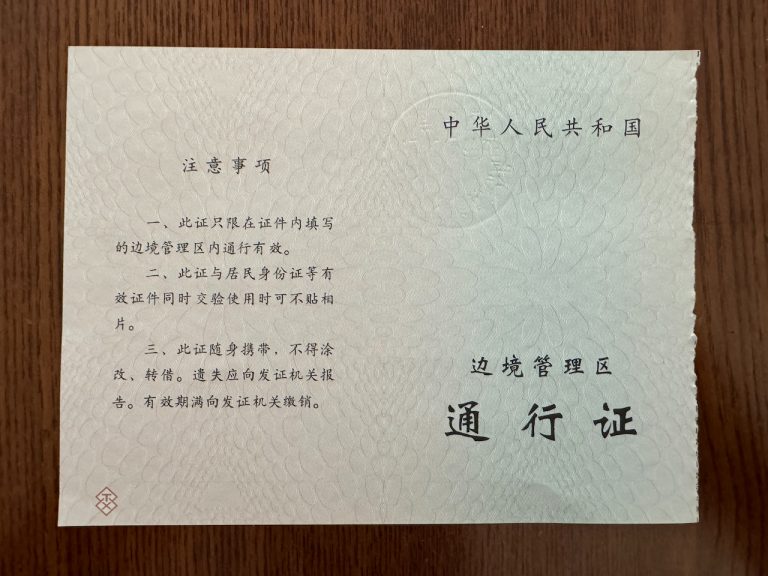 注意事项
一、此证只限在证件内填写
的边境管理区内通行有效。
二、此证与居民身份证等有
效证件同时交验使用时可不贴相
片。
三、此证随身携带，不得涂
改、转借。遗失应向发证机关报
告。有效期满向发证机关缴销。
中华人民共和国
边境管理区
通行证